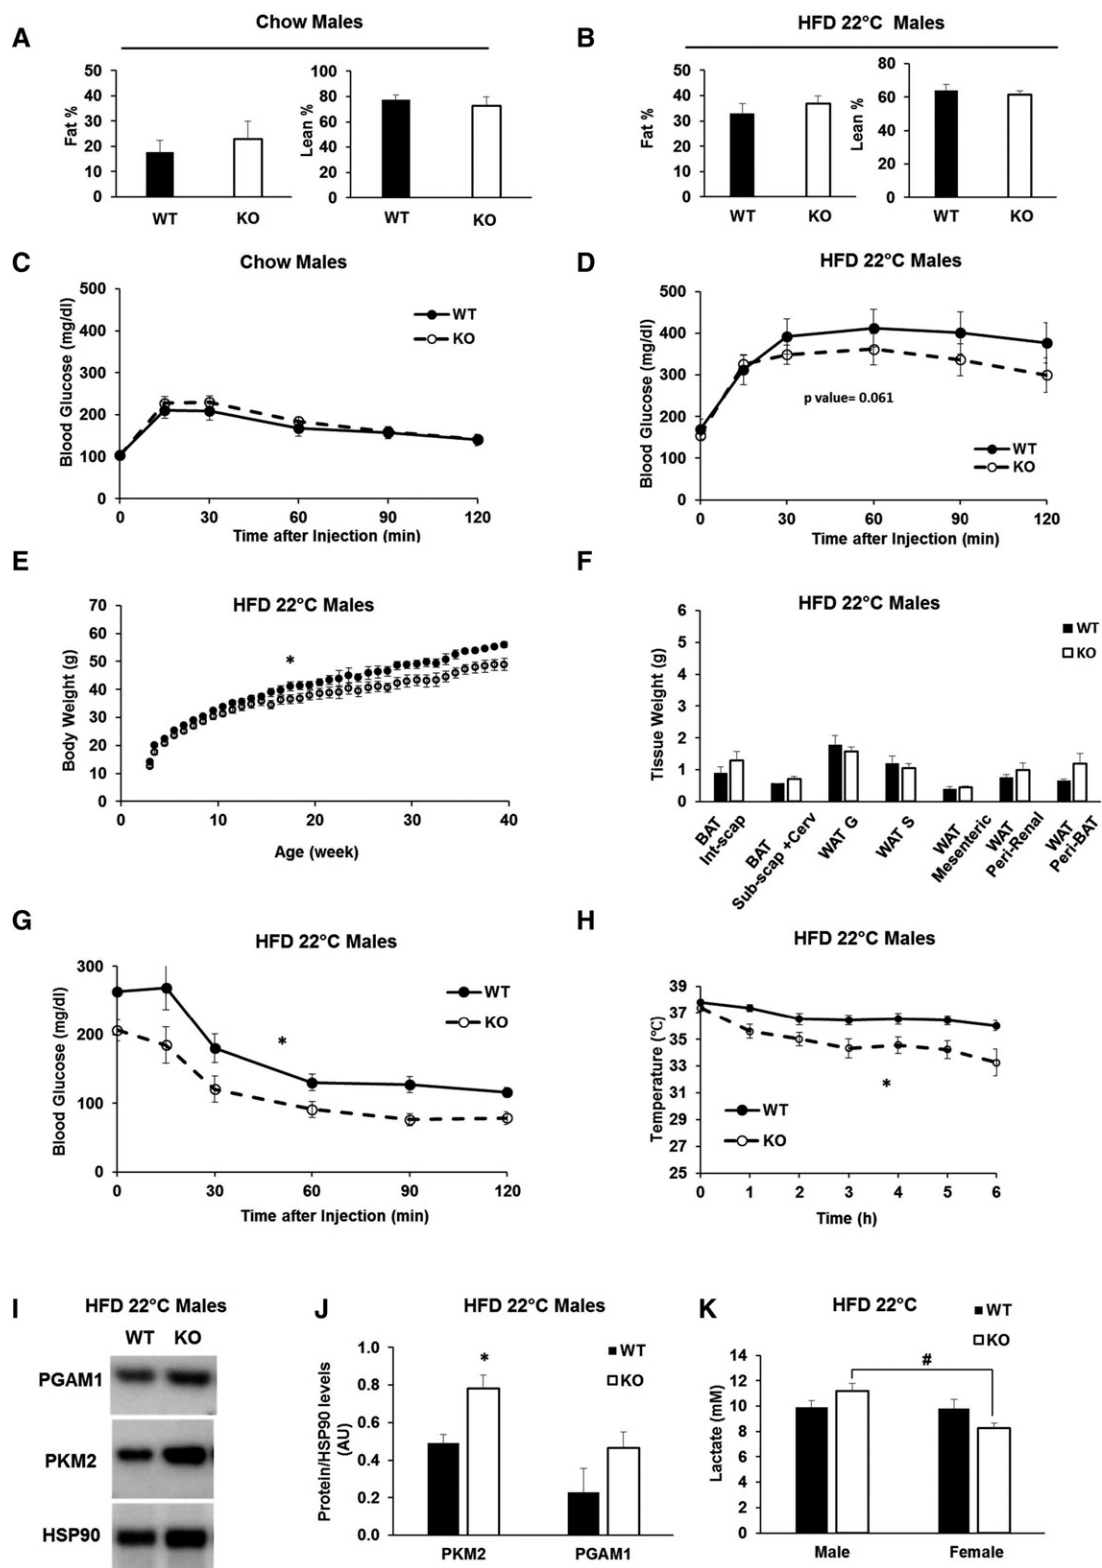 A
Chow Males
Fat %
50
40
30
20
10
0
WT
KO
Lean %
100
80
60
40
20
0
WT
KO
B
HFD 22°C Males
Fat %
50
40
30
20
10
0
WT
KO
Lean %
80
60
40
20
0
WT
KO
C
Chow Males
Blood Glucose (mg/dl)
500
400
300
200
100
0
WT
KO
0 30 60 90 120
Time after Injection (min)
D
HFD 22°C Males
Blood Glucose (mg/dl)
500
400
300
200
100
0
p value= 0.061
WT
KO
0 30 60 90 120
Time after Injection (min)
E
HFD 22°C Males
Body Weight (g)
70
60
50
40
30
20
10
0
*
0 10 20 30 40
Age (week)
F
HFD 22°C Males
Tissue Weight (g)
6
5
4
3
2
1
0
WT
KO
BAT
Int-scap
BAT
Sub-scap +Cerv
WAT G
WAT S
WAT
Mesenteric
WAT
Peri-Renal
WAT
Peri-BAT
G
HFD 22°C Males
Blood Glucose (mg/dl)
300
200
100
0
*
WT
KO
0 30 60 90 120
Time after Injection (min)
H
HFD 22°C Males
Temperature (°C)
39
37
35
33
31
29
27
25
*
WT
KO
0 1 2 3 4 5 6
Time (h)
I
HFD 22°C Males
WT KO
PGAM1
PKM2
HSP90
J
HFD 22°C Males
Protein/HSP90 levels
(AU)
1.0
0.8
0.6
0.4
0.2
0.0
*
WT
KO
PKM2 PGAM1
K
HFD 22°C
WT
KO
Lactate (mM)
14
12
10
8
6
4
2
0
#
Male Female